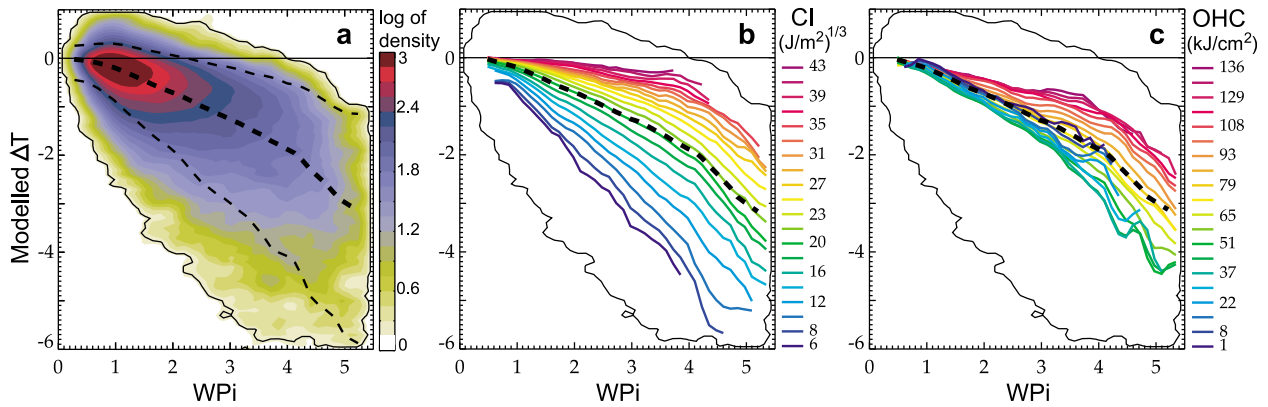 Modelled ΔT
0
-2
-4
-6
a
0 1 2 3 4 5
WPi
log of
density
3
2.4
1.8
1.2
0.6
0
b
0
-2
-4
-6
0 1 2 3 4 5
WPi
CI
(J/m²)¹ᐟ³
43
39
35
31
27
23
20
16
12
8
6
c
0
-2
-4
-6
0 1 2 3 4 5
WPi
OHC
(kJ/cm²)
136
129
108
93
79
65
51
37
22
8
1